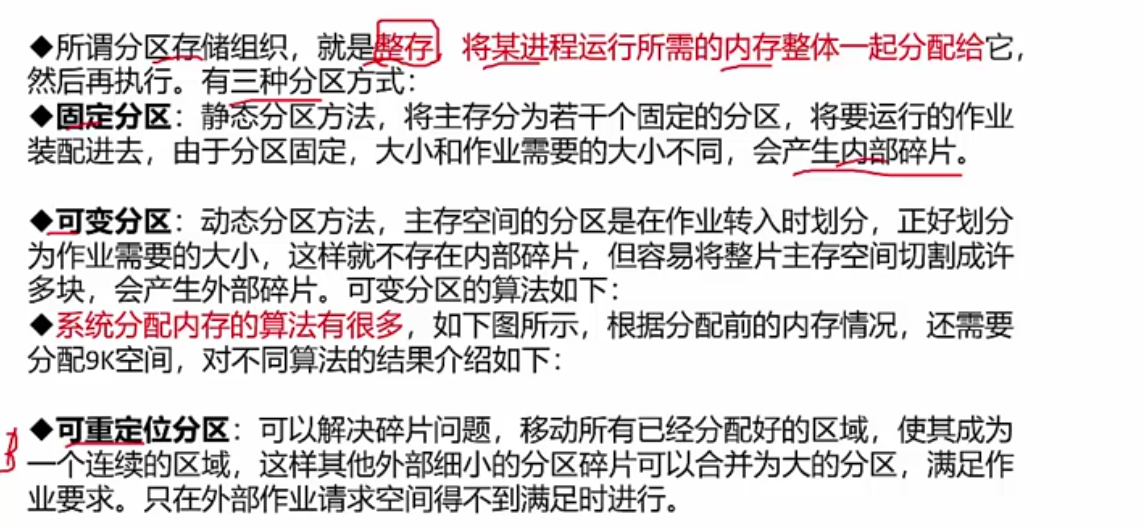 ◆所谓分区存储组织，就是整存，将某进程运行所需的内存整体一起分配给它，
然后再执行。有三种分区方式：
◆固定分区：静态分区方法，将主存分为若干个固定的分区，将要运行的作业
装配进去，由于分区固定，大小和作业需要的大小不同，会产生内部碎片。
◆可变分区：动态分区方法，主存空间的分区是在作业转入时划分，正好划分
为作业需要的大小，这样就不存在内部碎片，但容易将整片主存空间切割成许
多块，会产生外部碎片。可变分区的算法如下：
◆系统分配内存的算法有很多，如下图所示，根据分配前的内存情况，还需要
分配9K空间，对不同算法的结果介绍如下：
◆可重定位分区：可以解决碎片问题，移动所有已经分配好的区域，使其成为
一个连续的区域，这样其他外部细小的分区碎片可以合并为大的分区，满足作
业要求。只在外部作业请求空间得不到满足时进行。